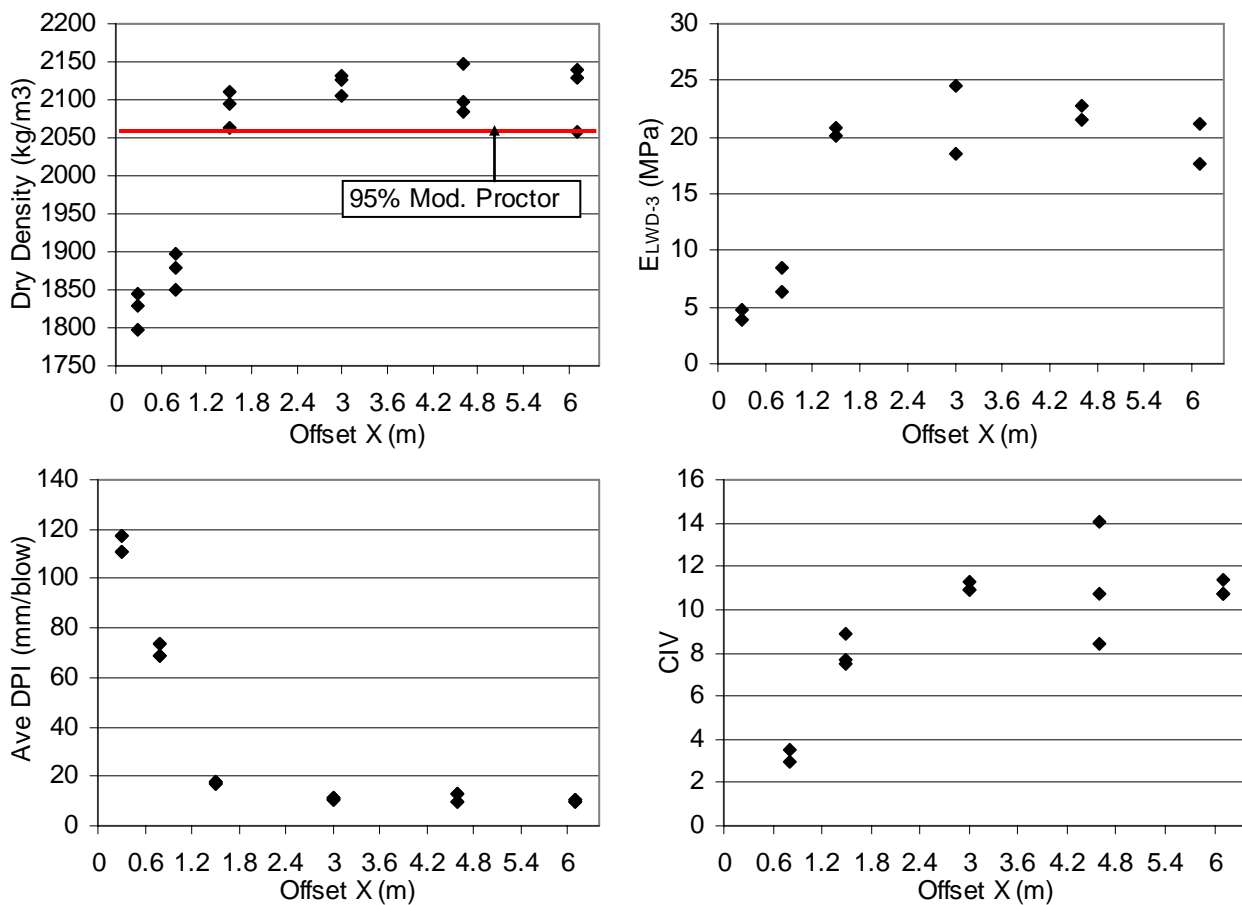 Dry Density (kg/m3)
2200
2150
2100
2050
2000
1950
1900
1850
1800
1750
95% Mod. Proctor
0 0.6 1.2 1.8 2.4 3 3.6 4.2 4.8 5.4 6
Offset X (m)
ELWD-3 (MPa)
30
25
20
15
10
5
0
0 0.6 1.2 1.8 2.4 3 3.6 4.2 4.8 5.4 6
Offset X (m)
Ave DPI (mm/blow)
140
120
100
80
60
40
20
0
0 0.6 1.2 1.8 2.4 3 3.6 4.2 4.8 5.4 6
Offset X (m)
CIV
16
14
12
10
8
6
4
2
0
0 0.6 1.2 1.8 2.4 3 3.6 4.2 4.8 5.4 6
Offset X (m)